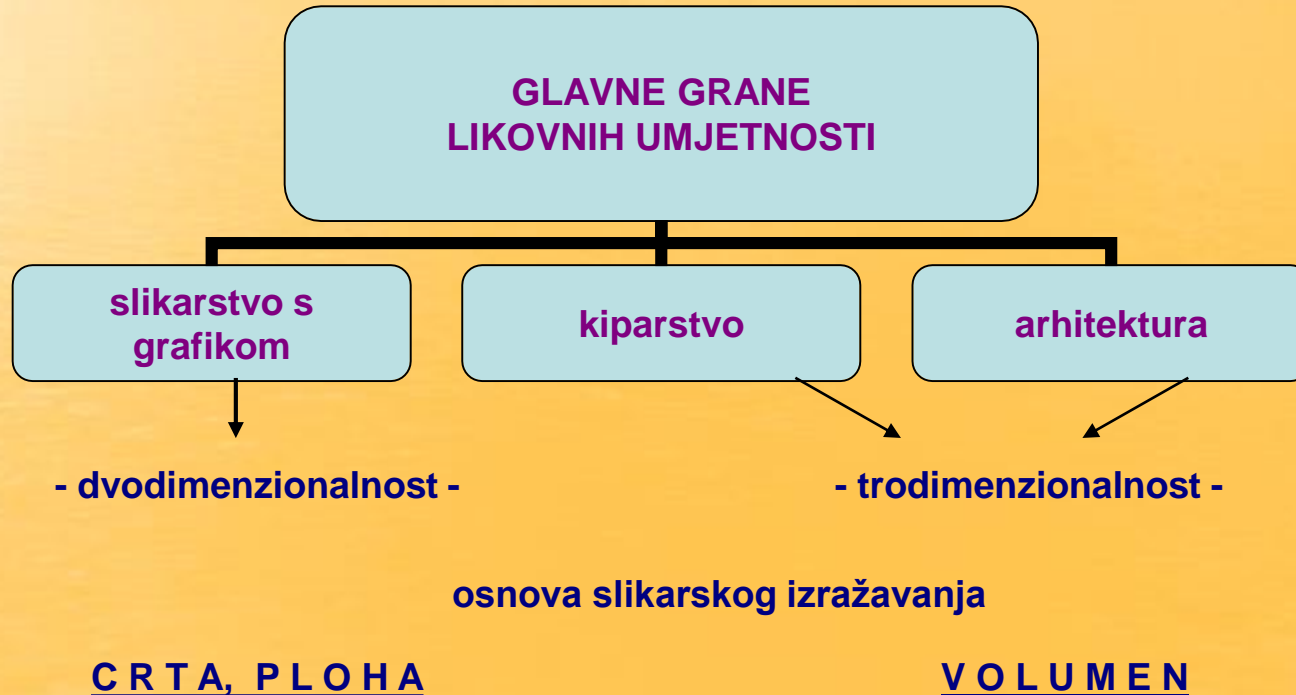 GLAVNE GRANE
LIKOVNIH UMJETNOSTI
slikarstvo s
grafikom
kiparstvo
arhitektura
- dvodimenzionalnost -
- trodimenzionalnost -
osnova slikarskog izražavanja
C R T A, P L O H A
V O L U M E N